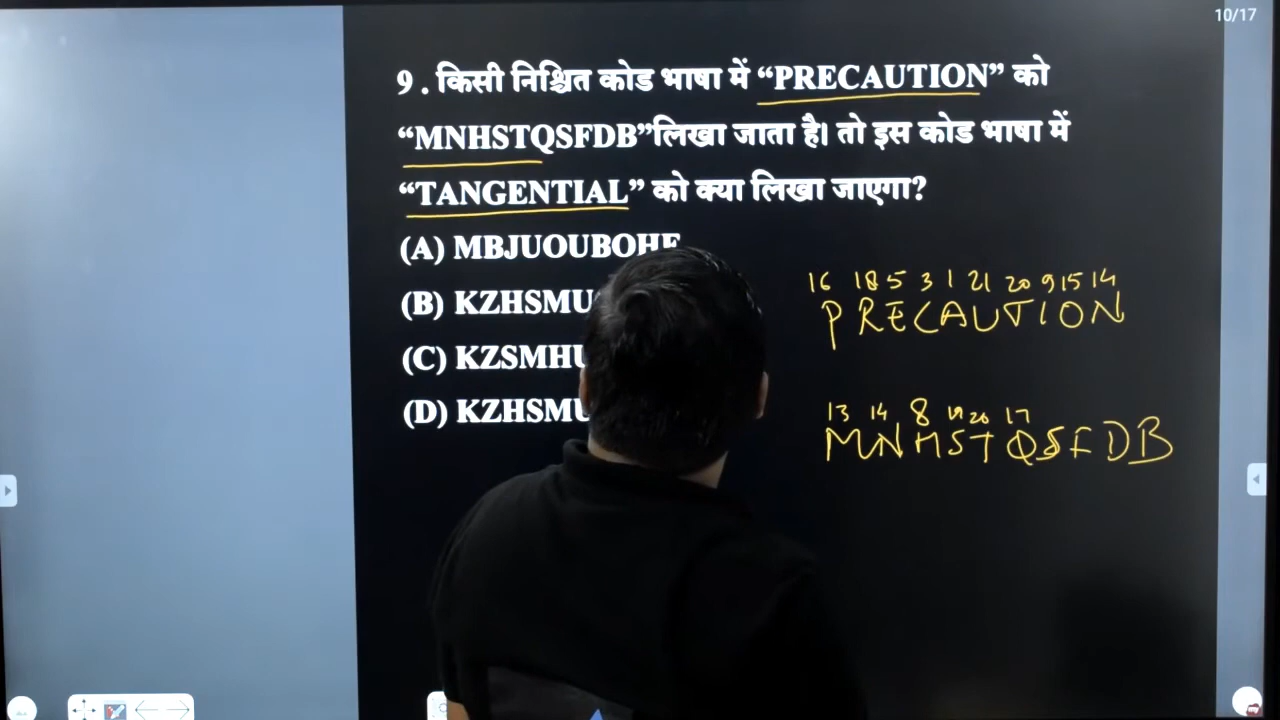 10/17
9 . किसी निश्चित कोड भाषा में “PRECAUTION” को
“MNHSTQSFDB”लिखा जाता है। तो इस कोड भाषा में
“TANGENTIAL” को क्या लिखा जाएगा?
(A) MBJUOUBOHF
(B) KZHSMU
(C) KZSMHU
(D) KZHSMU
16 18 5 3 1 21 20 9 15 14
PRECAUTION
13 14 8 19 20 17
MNHSTQSFDB